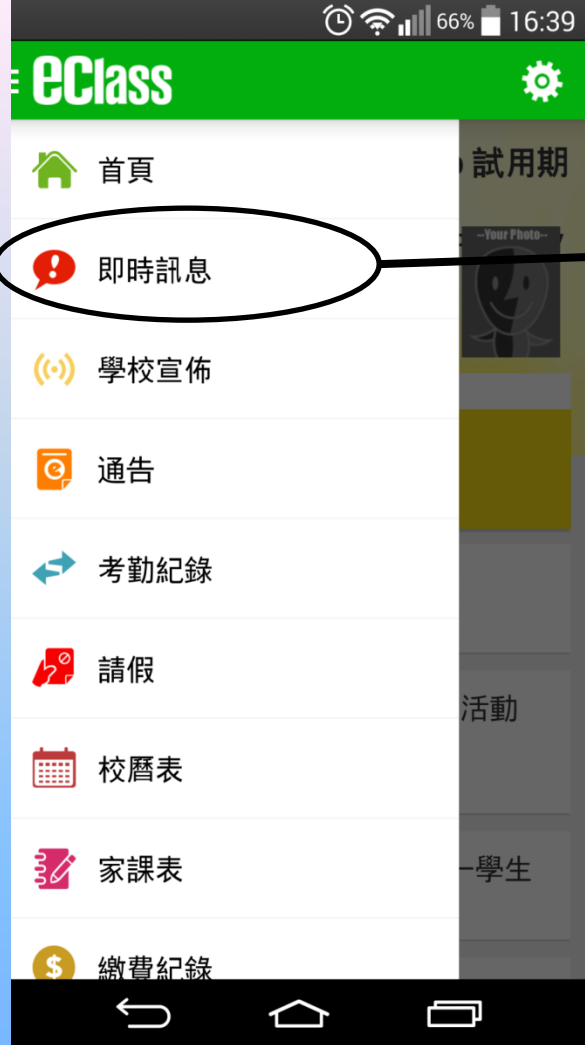 66% 16:39
eClass
首頁
試用期
即時訊息
--Your Photo--
學校宣佈
通告
考勤紀錄
請假
活動
校曆表
家課表
一學生
繳費紀錄